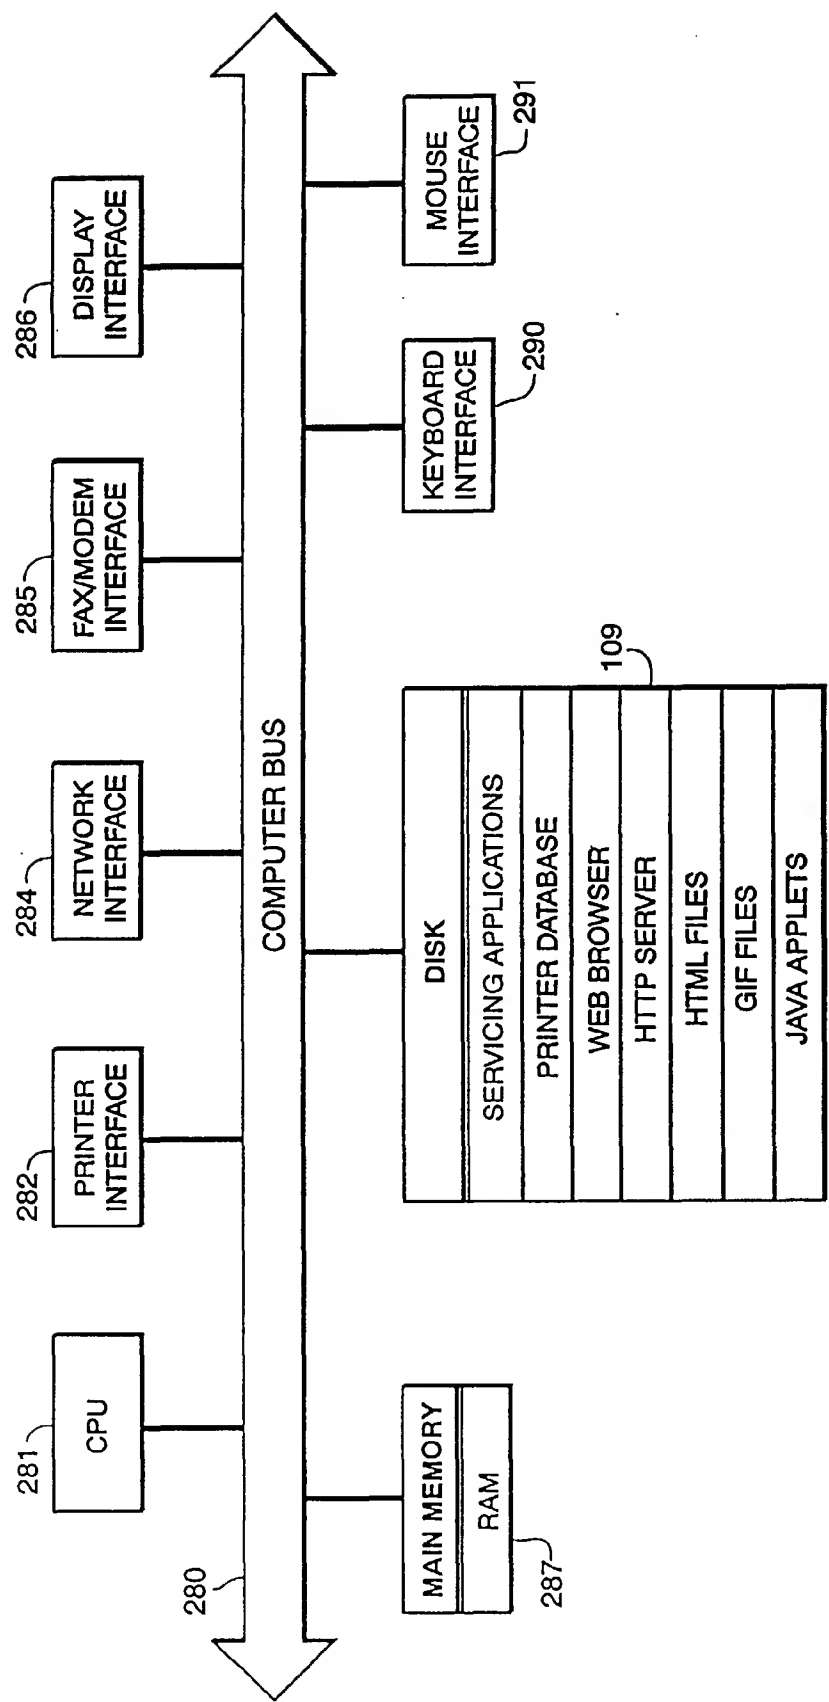 281
CPU
282
PRINTER
INTERFACE
284
NETWORK
INTERFACE
285
FAX/MODEM
INTERFACE
286
DISPLAY
INTERFACE
280
COMPUTER BUS
MAIN MEMORY
RAM
287
109
DISK
SERVICING APPLICATIONS
PRINTER DATABASE
WEB BROWSER
HTTP SERVER
HTML FILES
GIF FILES
JAVA APPLETS
KEYBOARD
INTERFACE
290
MOUSE
INTERFACE
291